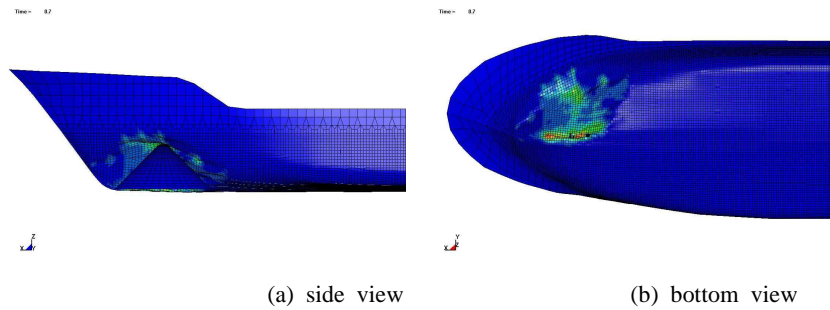 Time = 8.7
Time = 8.7
Z
X Y
Y
Z
X
(a) side view
(b) bottom view